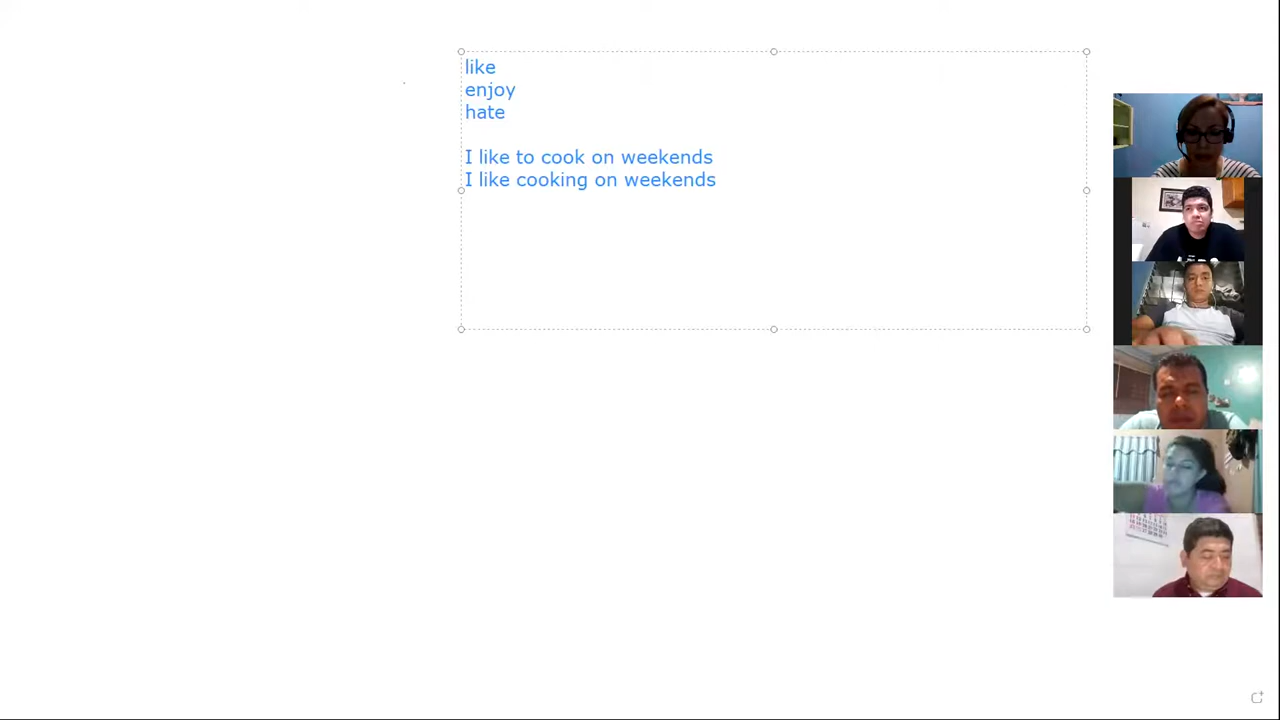 like
enjoy
hate
I like to cook on weekends
I like cooking on weekends